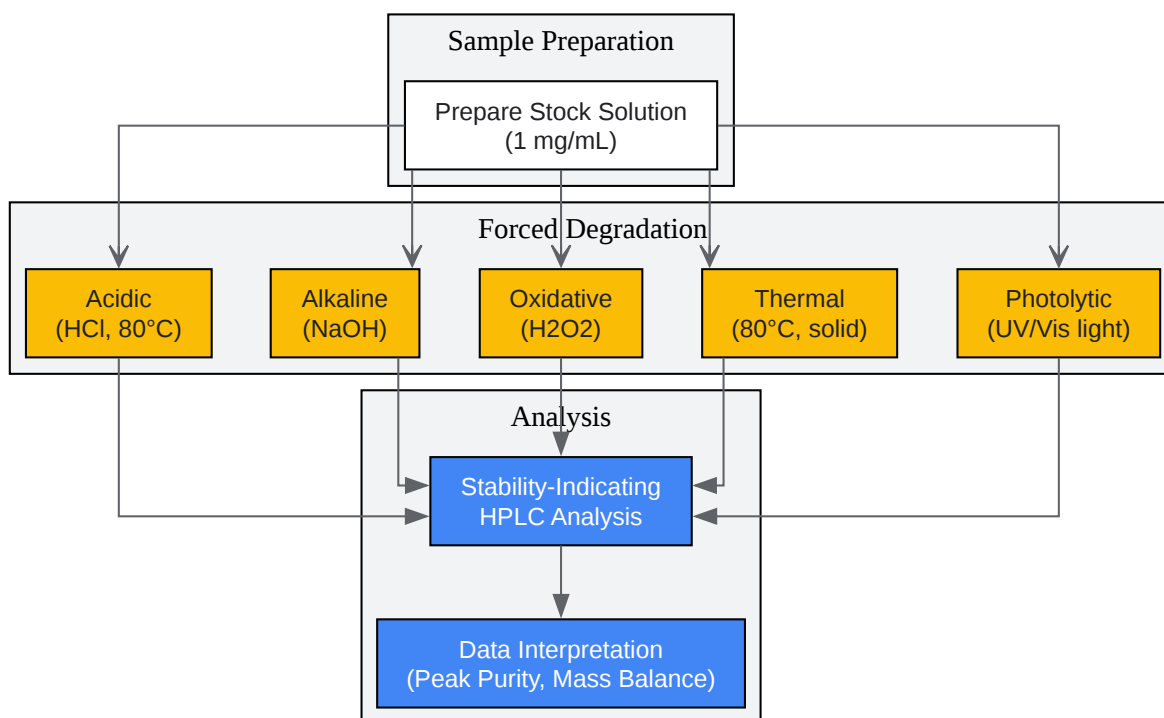 Sample Preparation
Prepare Stock Solution
(1 mg/mL)
Forced Degradation
Acidic
(HCl, 80°C)
Alkaline
(NaOH)
Oxidative
(H2O2)
Thermal
(80°C, solid)
Photolytic
(UV/Vis light)
Analysis
Stability-Indicating
HPLC Analysis
Data Interpretation
(Peak Purity, Mass Balance)